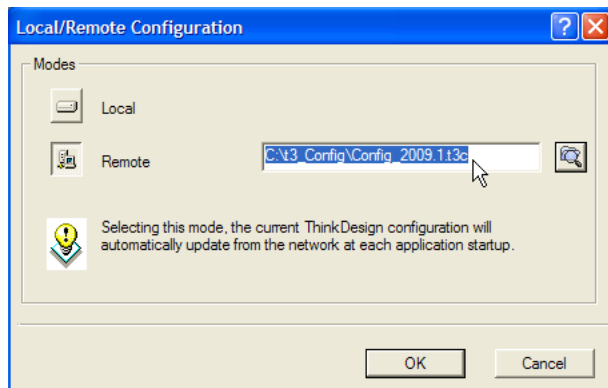 Local/Remote Configuration
Modes
Local
Remote
C:\t3_Config\Config_2009.1.t3c
Selecting this mode, the current ThinkDesign configuration will
automatically update from the network at each application startup.
OK
Cancel